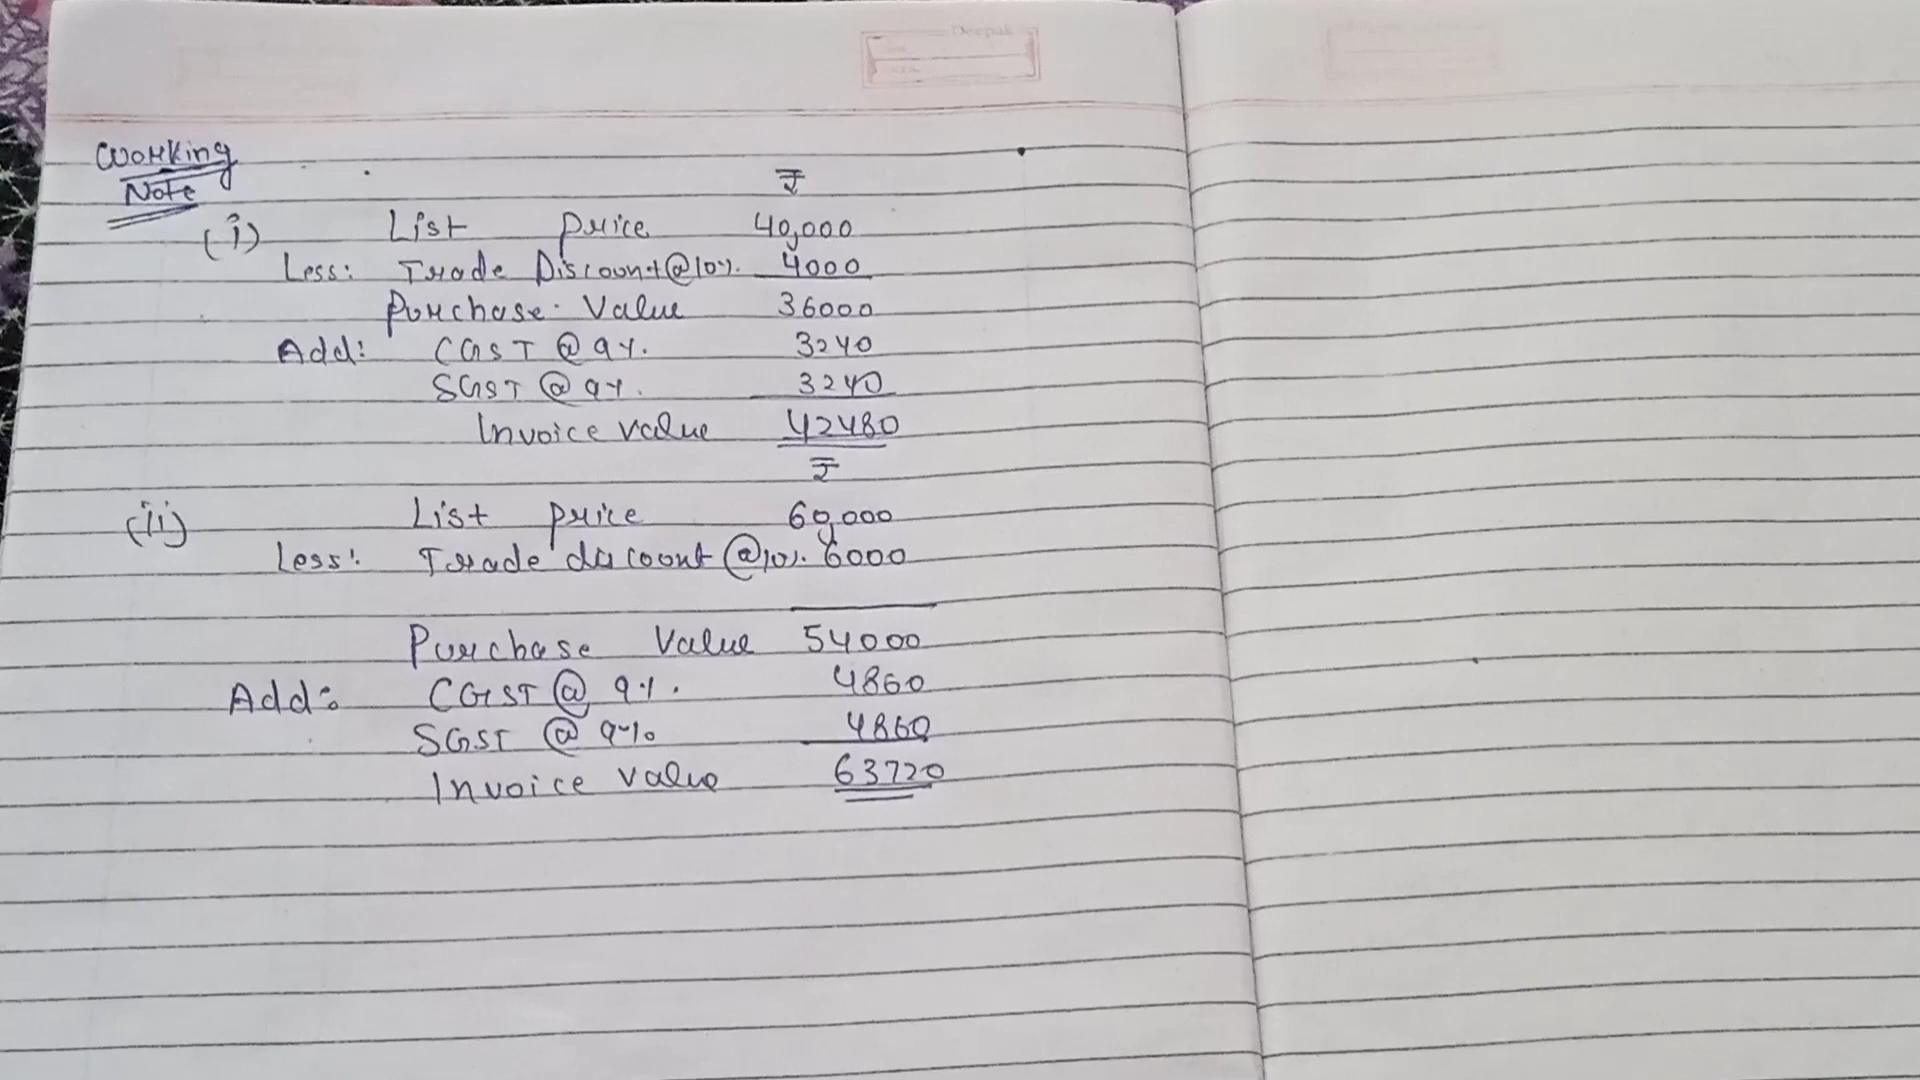 Deepak
Working
Note
₹
(i) List price 40,000
Less: Trade Discount@10%. 4000
Purchase Value 36000
Add: CGST @ 9%. 3240
SGST @ 9%. 3240
Invoice value 42480
₹
(ii) List price 60,000
Less: Trade discount @10%. 6000
Purchase Value 54000
Add: CGST @ 9%. 4860
SGST @ 9% 4860
Invoice value 63720